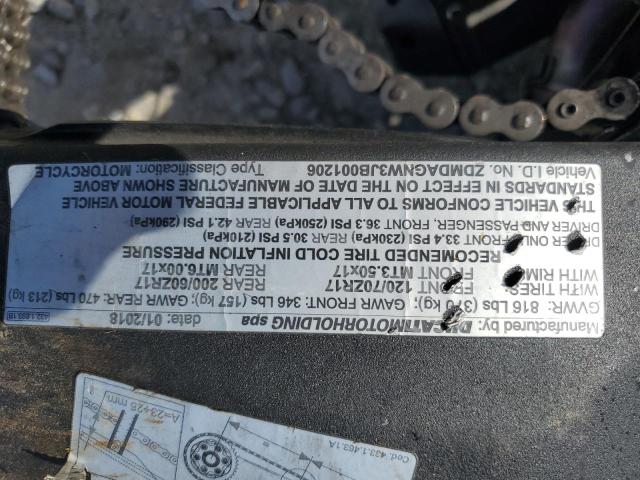 Manufactured by: DUCATIMOTORHOLDING spa date: 01/2018
GVWR: 816 Lbs (370 kg); GAWR FRONT: 346 Lbs (157 kg); GAWR REAR: 470 Lbs (213 kg)
WITH TIRES: FRONT 120/70ZR17 REAR 200/60ZR17
WITH RIMS: FRONT MT3.50x17 REAR MT6.00x17
RECOMMENDED TIRE COLD INFLATION PRESSURE
DRIVER ONLY: FRONT 33.4 PSI (230kPa) REAR 30.5 PSI (210kPa)
DRIVER AND PASSENGER: FRONT 36.3 PSI (250kPa) REAR 42.1 PSI (290kPa)
THIS VEHICLE CONFORMS TO ALL APPLICABLE FEDERAL MOTOR VEHICLE
STANDARDS IN EFFECT ON THE DATE OF MANUFACTURE SHOWN ABOVE
Vehicle I.D. No. ZDMDAGNW3JB001206 Type Classification: MOTORCYCLE
Cod. 433.1.463.1A
A=23÷25 mm